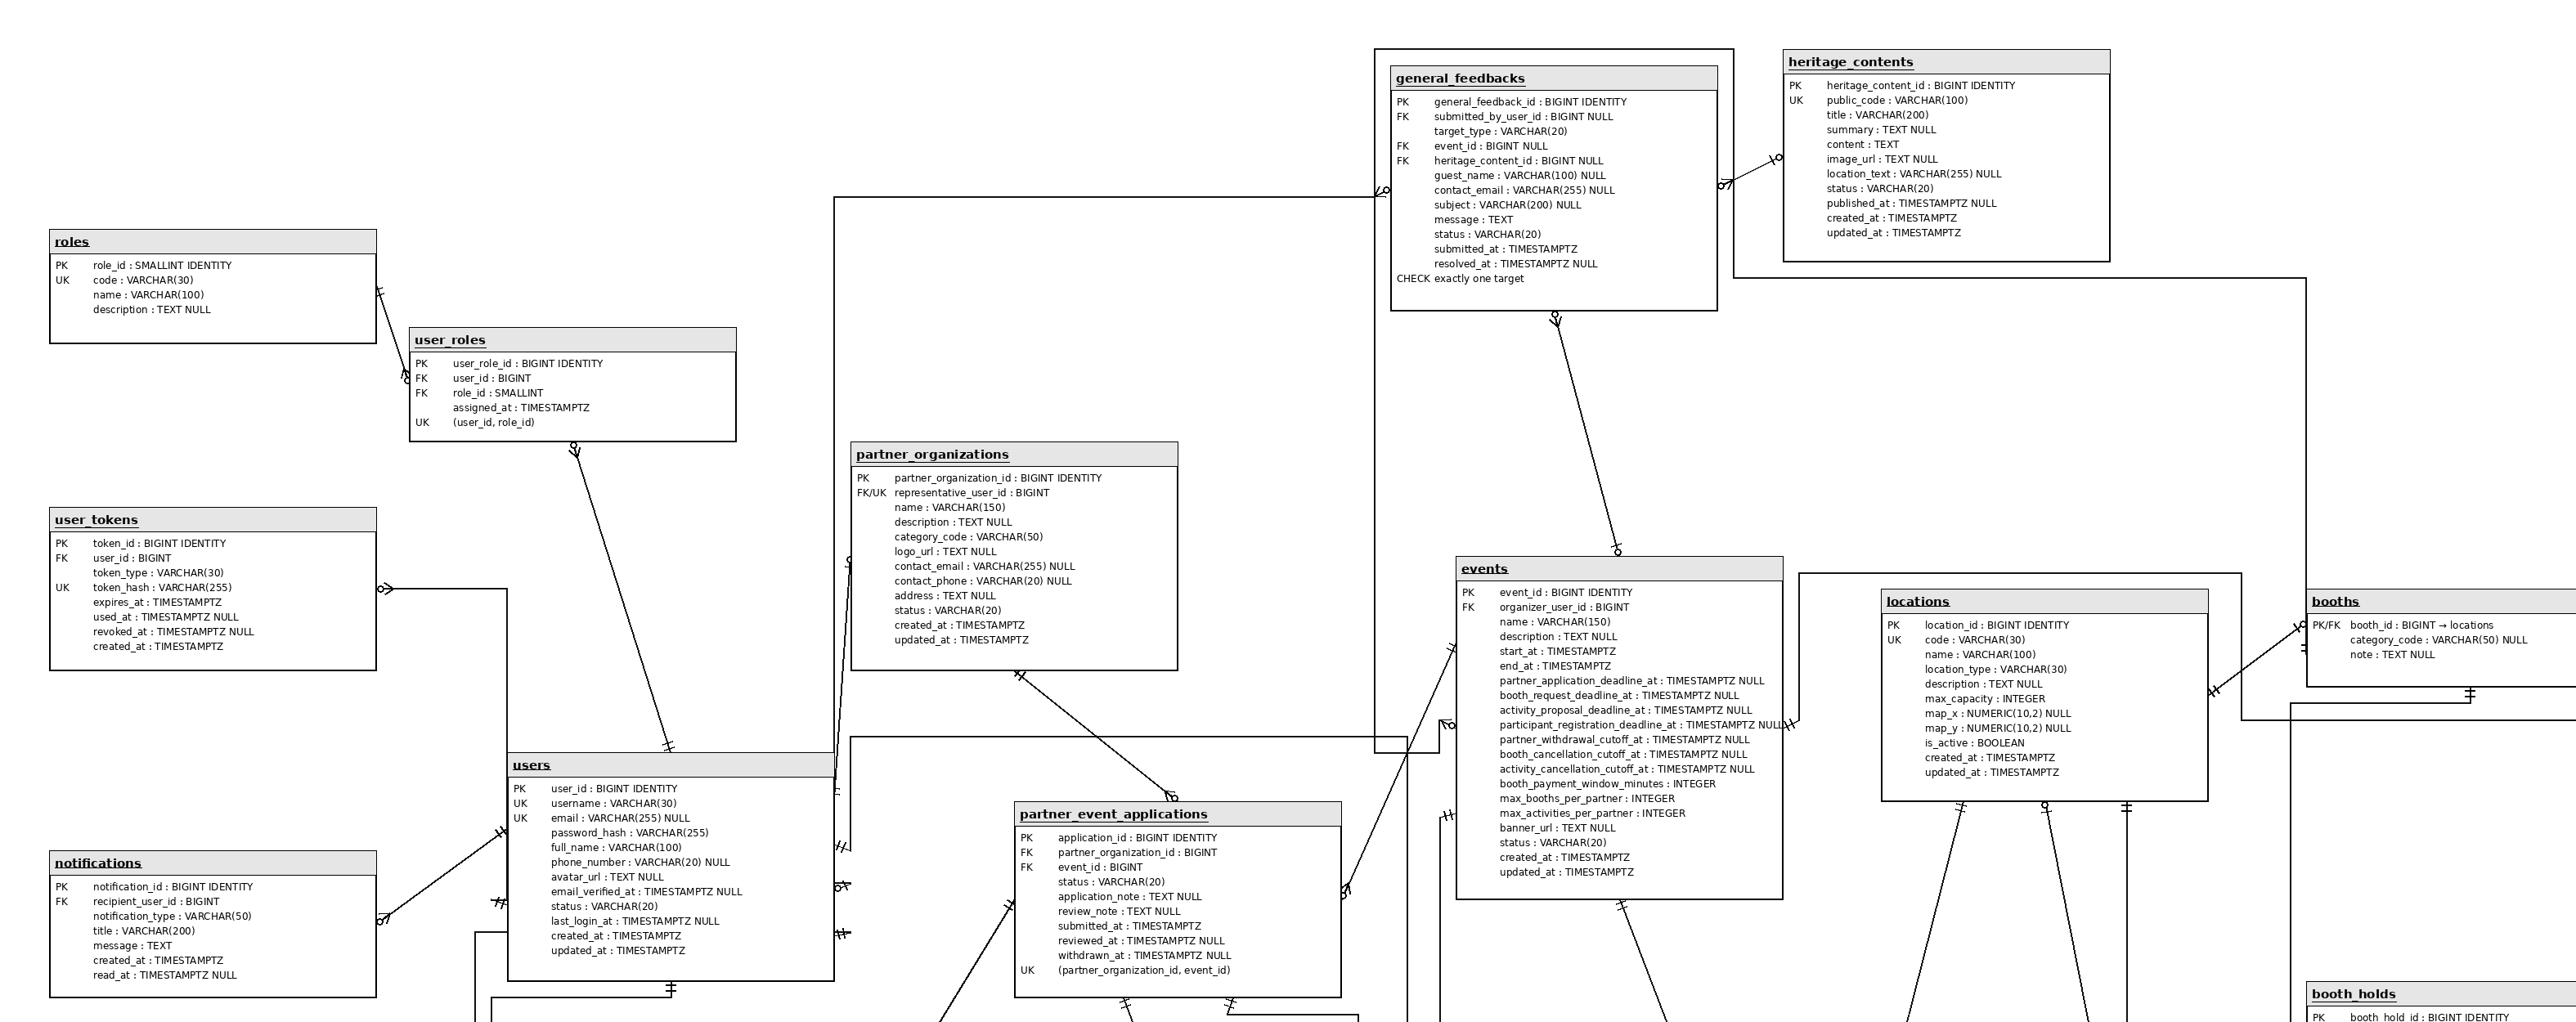 general_feedbacks
PK general_feedback_id : BIGINT IDENTITY
FK submitted_by_user_id : BIGINT NULL
target_type : VARCHAR(20)
FK event_id : BIGINT NULL
FK heritage_content_id : BIGINT NULL
guest_name : VARCHAR(100) NULL
contact_email : VARCHAR(255) NULL
subject : VARCHAR(200) NULL
message : TEXT
status : VARCHAR(20)
submitted_at : TIMESTAMPTZ
resolved_at : TIMESTAMPTZ NULL
CHECK exactly one target
heritage_contents
PK heritage_content_id : BIGINT IDENTITY
UK public_code : VARCHAR(100)
title : VARCHAR(200)
summary : TEXT NULL
content : TEXT
image_url : TEXT NULL
location_text : VARCHAR(255) NULL
status : VARCHAR(20)
published_at : TIMESTAMPTZ NULL
created_at : TIMESTAMPTZ
updated_at : TIMESTAMPTZ
roles
PK role_id : SMALLINT IDENTITY
UK code : VARCHAR(30)
name : VARCHAR(100)
description : TEXT NULL
user_roles
PK user_role_id : BIGINT IDENTITY
FK user_id : BIGINT
FK role_id : SMALLINT
assigned_at : TIMESTAMPTZ
UK (user_id, role_id)
partner_organizations
PK partner_organization_id : BIGINT IDENTITY
FK/UK representative_user_id : BIGINT
name : VARCHAR(150)
description : TEXT NULL
category_code : VARCHAR(50)
logo_url : TEXT NULL
contact_email : VARCHAR(255) NULL
contact_phone : VARCHAR(20) NULL
address : TEXT NULL
status : VARCHAR(20)
created_at : TIMESTAMPTZ
updated_at : TIMESTAMPTZ
user_tokens
PK token_id : BIGINT IDENTITY
FK user_id : BIGINT
token_type : VARCHAR(30)
UK token_hash : VARCHAR(255)
expires_at : TIMESTAMPTZ
used_at : TIMESTAMPTZ NULL
revoked_at : TIMESTAMPTZ NULL
created_at : TIMESTAMPTZ
events
PK event_id : BIGINT IDENTITY
FK organizer_user_id : BIGINT
name : VARCHAR(150)
description : TEXT NULL
start_at : TIMESTAMPTZ
end_at : TIMESTAMPTZ
partner_application_deadline_at : TIMESTAMPTZ NULL
booth_request_deadline_at : TIMESTAMPTZ NULL
activity_proposal_deadline_at : TIMESTAMPTZ NULL
participant_registration_deadline_at : TIMESTAMPTZ NULL
partner_withdrawal_cutoff_at : TIMESTAMPTZ NULL
booth_cancellation_cutoff_at : TIMESTAMPTZ NULL
activity_cancellation_cutoff_at : TIMESTAMPTZ NULL
booth_payment_window_minutes : INTEGER
max_booths_per_partner : INTEGER
max_activities_per_partner : INTEGER
banner_url : TEXT NULL
status : VARCHAR(20)
created_at : TIMESTAMPTZ
updated_at : TIMESTAMPTZ
locations
PK location_id : BIGINT IDENTITY
UK code : VARCHAR(30)
name : VARCHAR(100)
location_type : VARCHAR(30)
description : TEXT NULL
max_capacity : INTEGER
map_x : NUMERIC(10,2) NULL
map_y : NUMERIC(10,2) NULL
is_active : BOOLEAN
created_at : TIMESTAMPTZ
updated_at : TIMESTAMPTZ
booths
PK/FK booth_id : BIGINT → locations
category_code : VARCHAR(50) NULL
note : TEXT NULL
users
PK user_id : BIGINT IDENTITY
UK username : VARCHAR(30)
UK email : VARCHAR(255) NULL
password_hash : VARCHAR(255)
full_name : VARCHAR(100)
phone_number : VARCHAR(20) NULL
avatar_url : TEXT NULL
email_verified_at : TIMESTAMPTZ NULL
status : VARCHAR(20)
last_login_at : TIMESTAMPTZ NULL
created_at : TIMESTAMPTZ
updated_at : TIMESTAMPTZ
partner_event_applications
PK application_id : BIGINT IDENTITY
FK partner_organization_id : BIGINT
FK event_id : BIGINT
status : VARCHAR(20)
application_note : TEXT NULL
review_note : TEXT NULL
submitted_at : TIMESTAMPTZ
reviewed_at : TIMESTAMPTZ NULL
withdrawn_at : TIMESTAMPTZ NULL
UK (partner_organization_id, event_id)
notifications
PK notification_id : BIGINT IDENTITY
FK recipient_user_id : BIGINT
notification_type : VARCHAR(50)
title : VARCHAR(200)
message : TEXT
created_at : TIMESTAMPTZ
read_at : TIMESTAMPTZ NULL
booth_holds
PK booth_hold_id : BIGINT IDENTITY